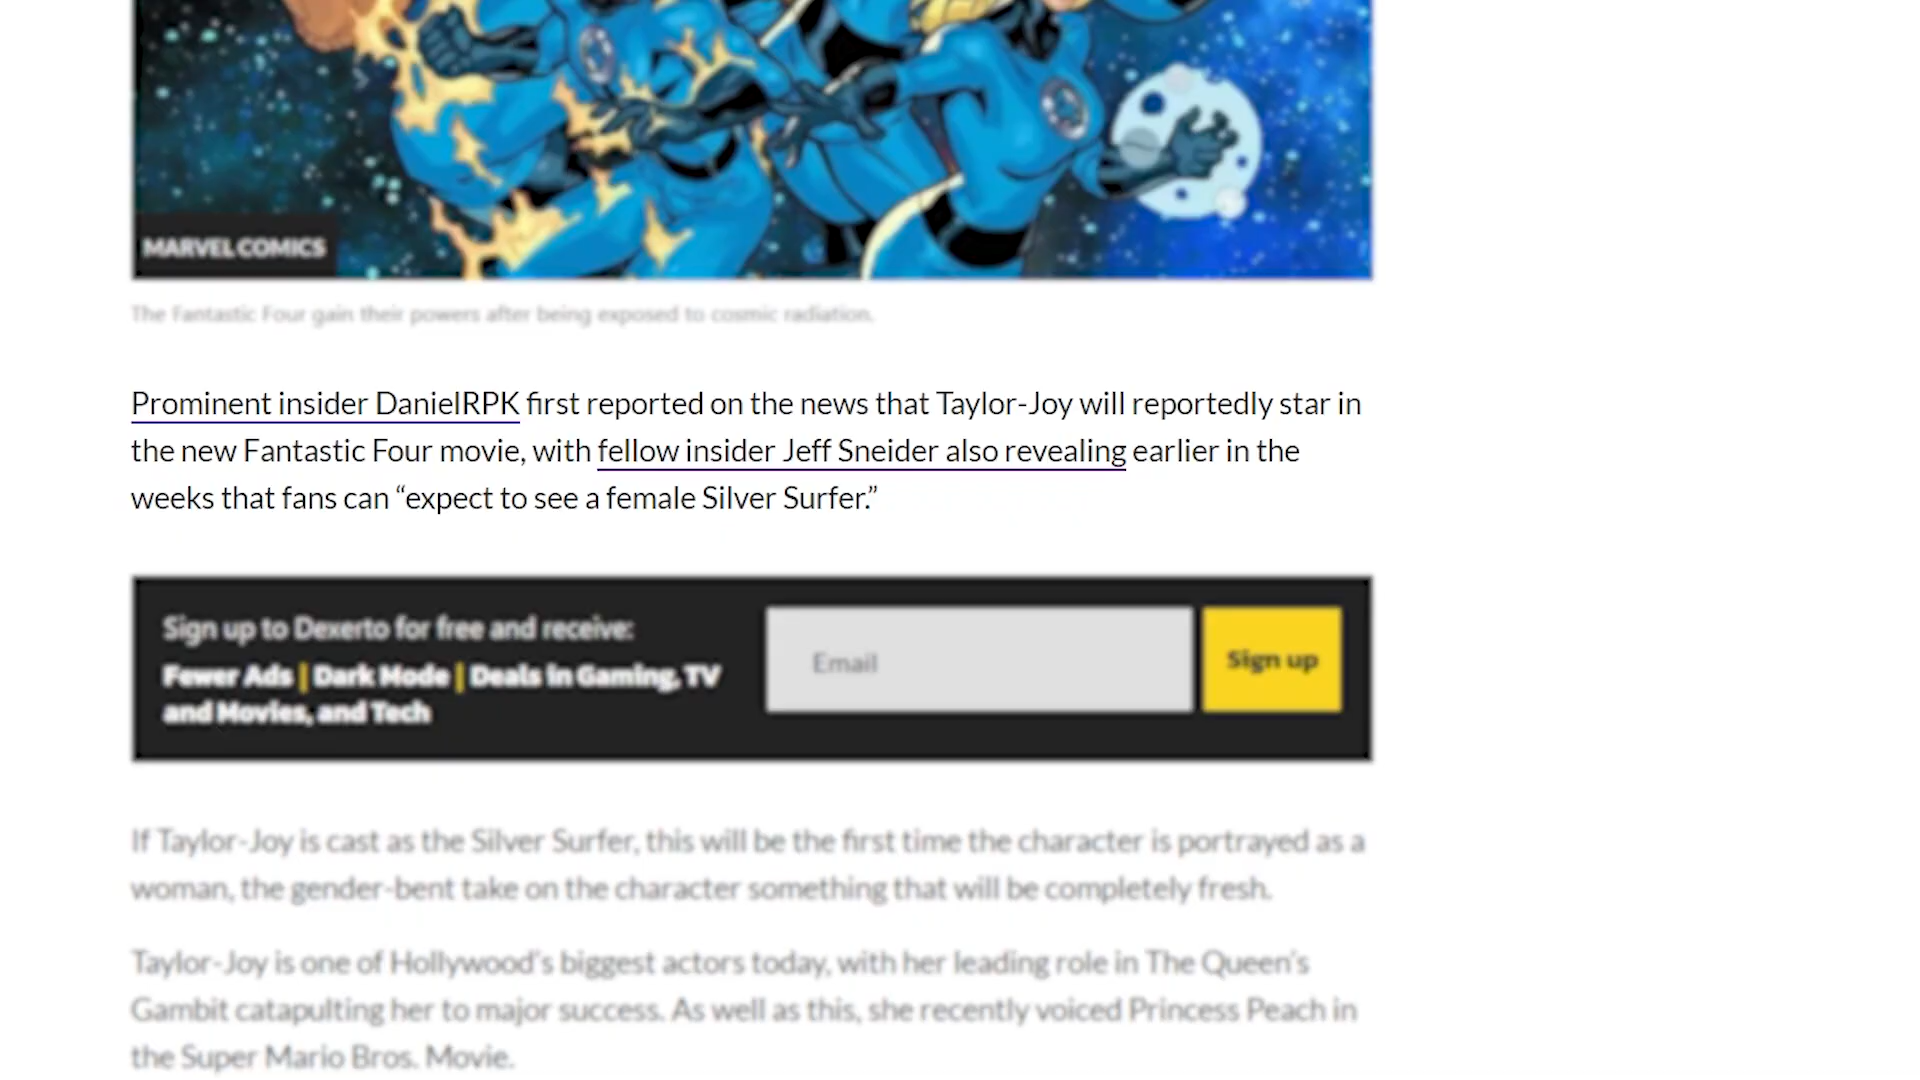 MARVEL COMICS
The Fantastic Four gain their powers after being exposed to cosmic radiation.
Prominent insider DanielRPK first reported on the news that Taylor-Joy will reportedly star in
the new Fantastic Four movie, with fellow insider Jeff Sneider also revealing earlier in the
weeks that fans can “expect to see a female Silver Surfer.”
Sign up to Dexerto for free and receive:
Fewer Ads | Dark Mode | Deals in Gaming, TV
and Movies, and Tech
Email
Sign up
If Taylor-Joy is cast as the Silver Surfer, this will be the first time the character is portrayed as a
woman, the gender-bent take on the character something that will be completely fresh.
Taylor-Joy is one of Hollywood’s biggest actors today, with her leading role in The Queen’s
Gambit catapulting her to major success. As well as this, she recently voiced Princess Peach in
the Super Mario Bros. Movie.